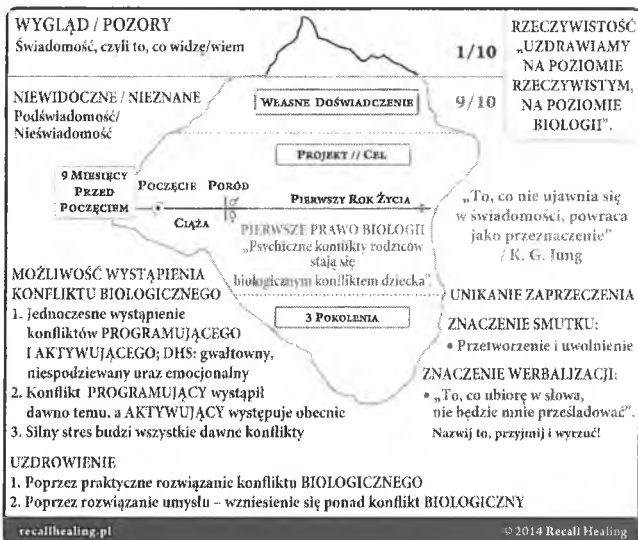 WYGLĄD / POZORY
Świadomość, czyli to, co widzę/wiem
1/10
RZECZYWISTOŚĆ
„UZDRAWIAMY
NA POZIOMIE
RZECZYWISTYM,
NA POZIOMIE
BIOLOGII".
NIEWIDOCZNE / NIEZNANE
Podświadomość/
Nieświadomość
WŁASNE DOŚWIADCZENIE
9/10
PROJEKT // CEL
9 MIESIĘCY
PRZED
POCZĘCIEM
POCZĘCIE
PORÓD
PIERWSZY ROK ŻYCIA
CIĄŻA
PIERWSZE PRAWO BIOLOGII
„Psychiczne konflikty rodziców
stają się
biologicznym konfliktem dziecka"
„To, co nie ujawnia się
w świadomości, powraca
jako przeznaczenie"
/ K. G. Jung
MOŻLIWOŚĆ WYSTĄPIENIA
KONFLIKTU BIOLOGICZNEGO
1. Jednoczesne wystąpienie
konfliktów PROGRAMUJĄCEGO
I AKTYWUJĄCEGO; DHS: gwałtowny,
niespodziewany uraz emocjonalny
2. Konflikt PROGRAMUJĄCY wystąpił
dawno temu, a AKTYWUJĄCY występuje obecnie
3. Silny stres budzi wszystkie dawne konflikty
3 POKOLENIA
UNIKANIE ZAPRZECZENIA
ZNACZENIE SMUTKU:
• Przetworzenie i uwolnienie
ZNACZENIE WERBALIZACJI:
• „To, co ubiorę w słowa,
nie będzie mnie prześladować".
Nazwij to, przyjmij i wyrzuć!
UZDROWIENIE
1. Poprzez praktyczne rozwiązanie konfliktu BIOLOGICZNEGO
2. Poprzez rozwiązanie umysłu – wzniesienie się ponad konflikt BIOLOGICZNY
recallhealing.pl
© 2014 Recall Healing